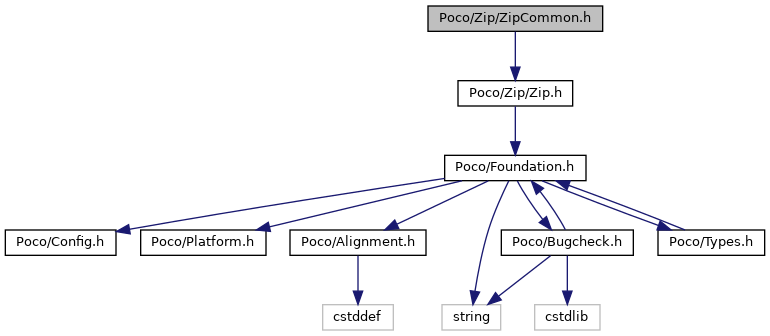 Poco/Zip/ZipCommon.h
Poco/Zip/Zip.h
Poco/Foundation.h
Poco/Config.h
Poco/Platform.h
Poco/Alignment.h
Poco/Bugcheck.h
Poco/Types.h
cstddef
string
cstdlib